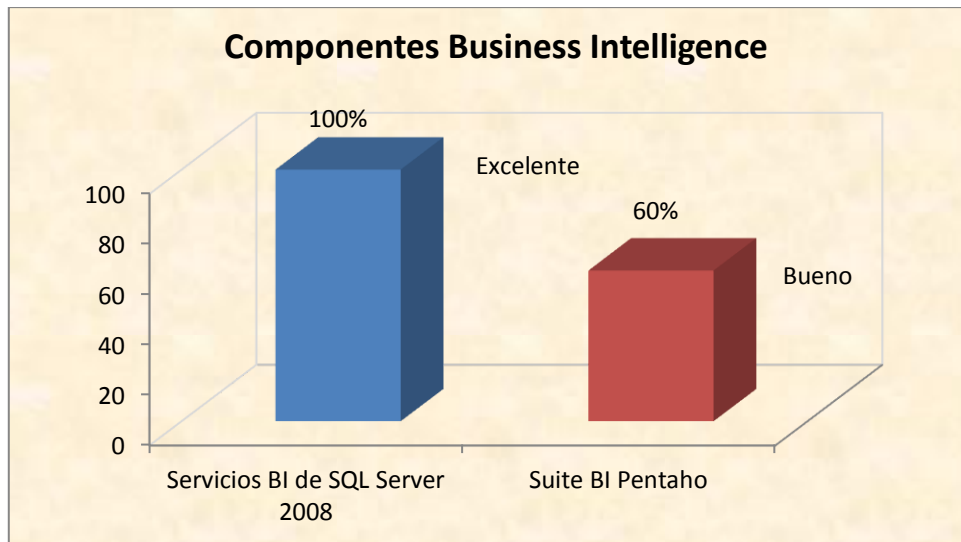 Componentes Business Intelligence
100%
Excelente
60%
Bueno
100
80
60
40
20
0
Servicios BI de SQL Server
2008
Suite BI Pentaho